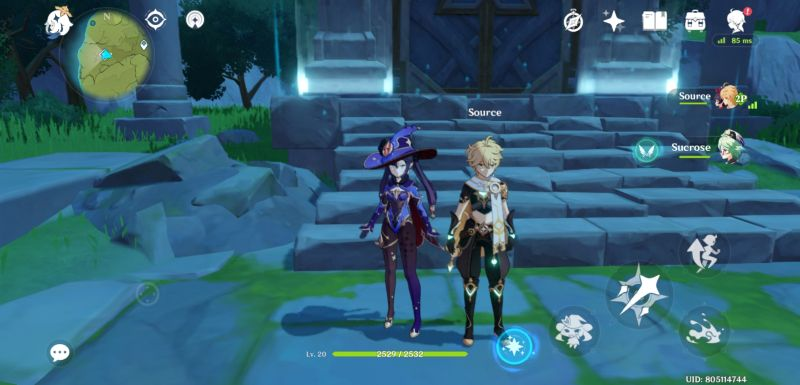 N
85 ms
Source
2P
Source
Sucrose
Lv. 20
2529 / 2532
UID: 805114744